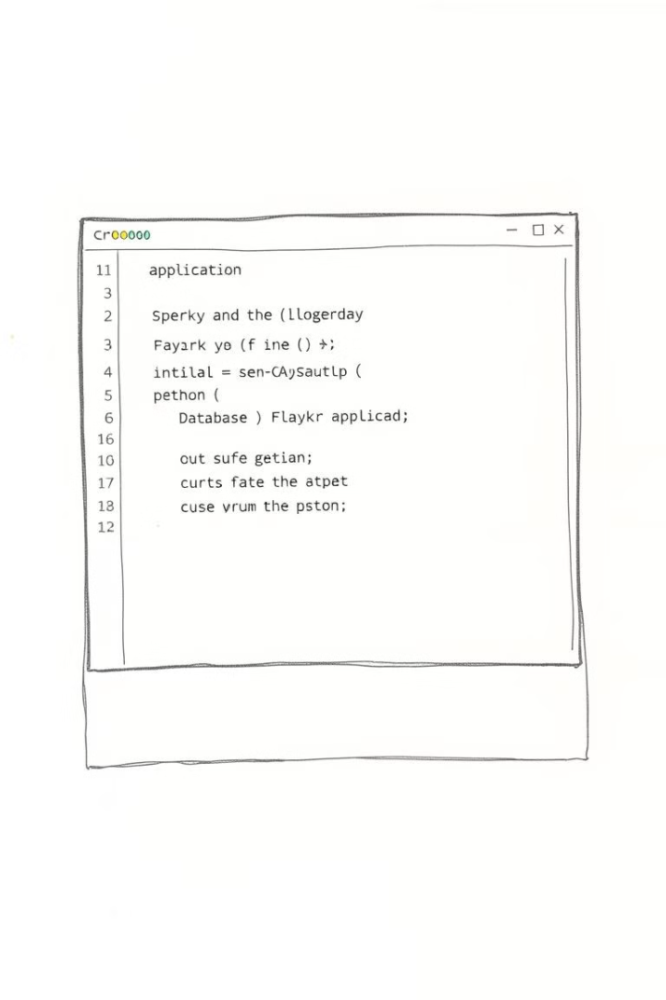 Cr00000
11 application
3
2 Sperky and the (llogerday
3 Fayark ye (f ine () →;
4 intilal = sen-CAySautlp (
5 pethon (
6 Database ) Flaykr applicad;
16
10 out sufe getian;
17 curts fate the atpet
18 cuse vrum the pston;
12